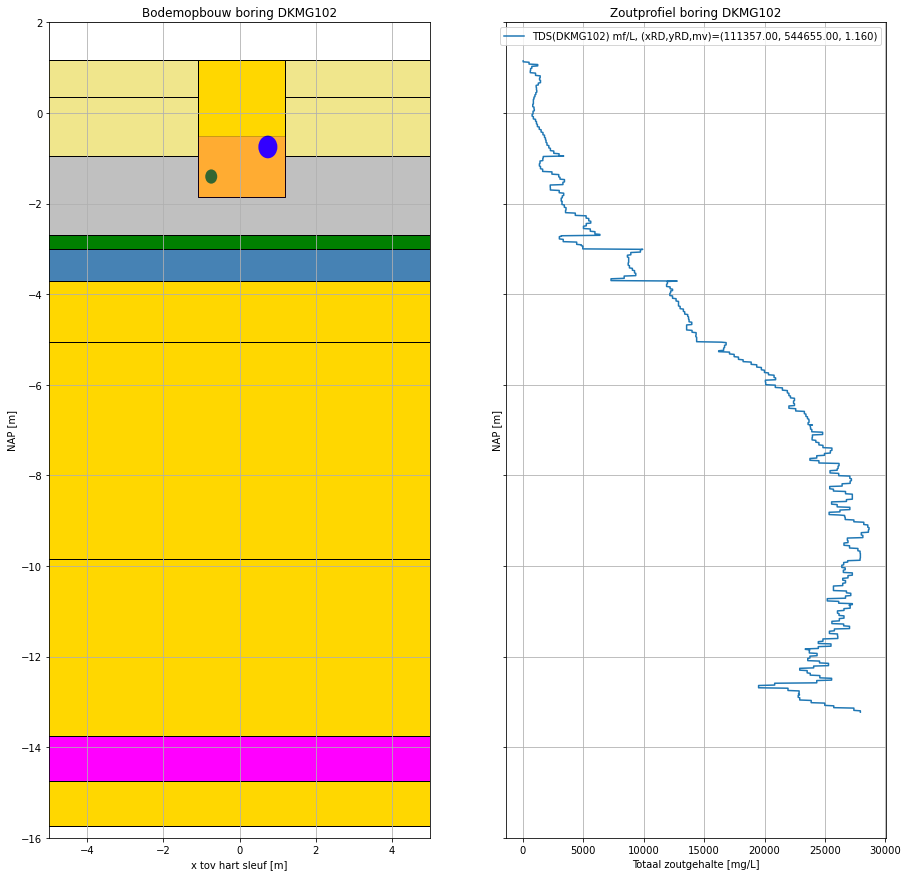 Bodemopbouw boring DKMG102
2
0
−2
−4
−6
−8
−10
−12
−14
−16
NAP [m]
−4 −2 0 2 4
x tov hart sleuf [m]
Zoutprofiel boring DKMG102
TDS(DKMG102) mf/L, (xRD,yRD,mv)=(111357.00, 544655.00, 1.160)
NAP [m]
0 5000 10000 15000 20000 25000 30000
Totaal zoutgehalte [mg/L]